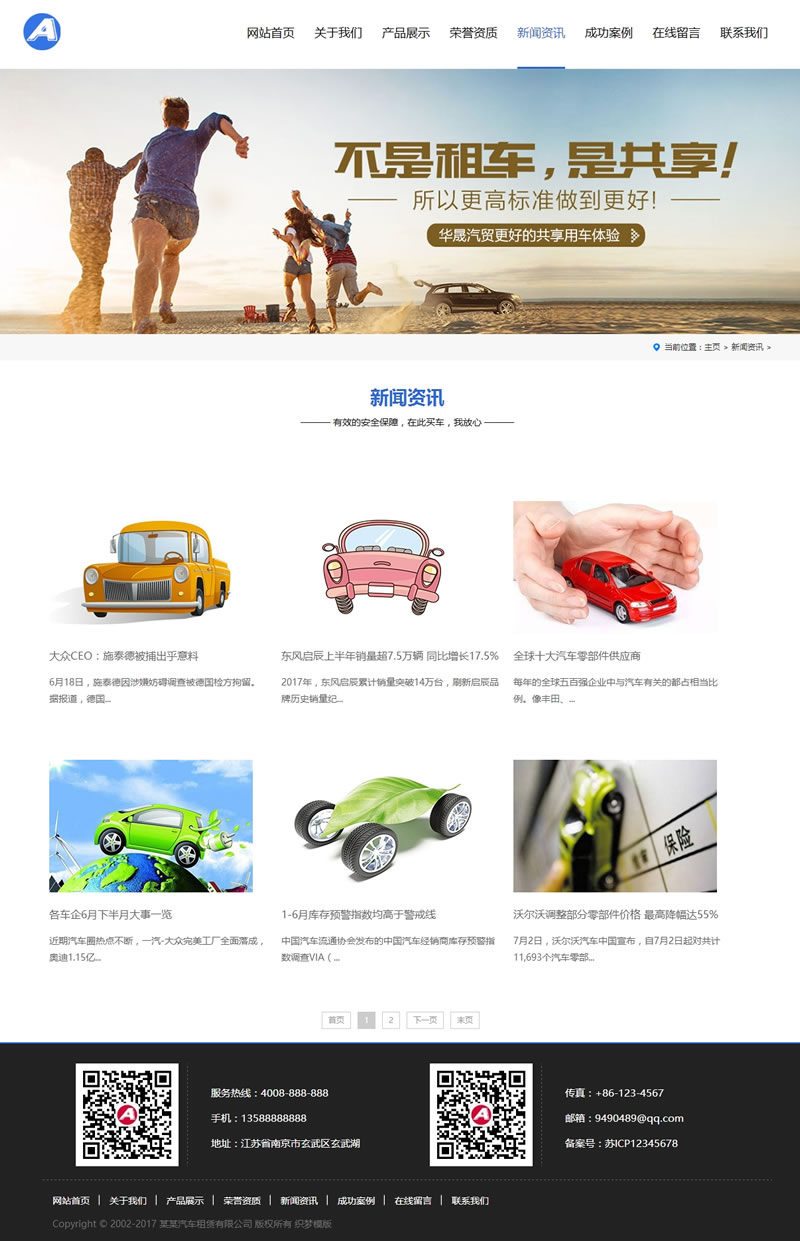 网站首页 关于我们 产品展示 荣誉资质 新闻资讯 成功案例 在线留言 联系我们
不是租车，是共享！
所以更高标准做到更好!
华晟汽贸更好的共享用车体验
当前位置：主页 > 新闻资讯 >
新闻资讯
有效的安全保障，在此买车，我放心
大众CEO：施泰德被捕出乎意料
6月18日，施泰德因涉嫌妨碍调查被德国检方拘留。
据报道，德国...
东风启辰上半年销量超7.5万辆 同比增长17.5%
2017年，东风启辰累计销量突破14万台，刷新启辰品
牌历史销量纪...
全球十大汽车零部件供应商
每年的全球五百强企业中与汽车有关的都占相当比
例。像丰田、...
保险
各车企6月下半月大事一览
近期汽车圈热点不断，一汽-大众完美工厂全面落成，
奥迪1.15亿...
1-6月库存预警指数均高于警戒线
中国汽车流通协会发布的中国汽车经销商库存预警指
数调查VIA（...
沃尔沃调整部分零部件价格 最高降幅达55%
7月2日，沃尔沃汽车中国宣布，自7月2日起对共计
11,693个汽车零部...
首页 1 2 下一页 末页
服务热线：4008-888-888
手机：13588888888
地址：江苏省南京市玄武区玄武湖
传真：+86-123-4567
邮箱：9490489@qq.com
备案号：苏ICP12345678
网站首页 | 关于我们 | 产品展示 | 荣誉资质 | 新闻资讯 | 成功案例 | 在线留言 | 联系我们
Copyright © 2002-2017 某某汽车租赁有限公司 版权所有 织梦模版